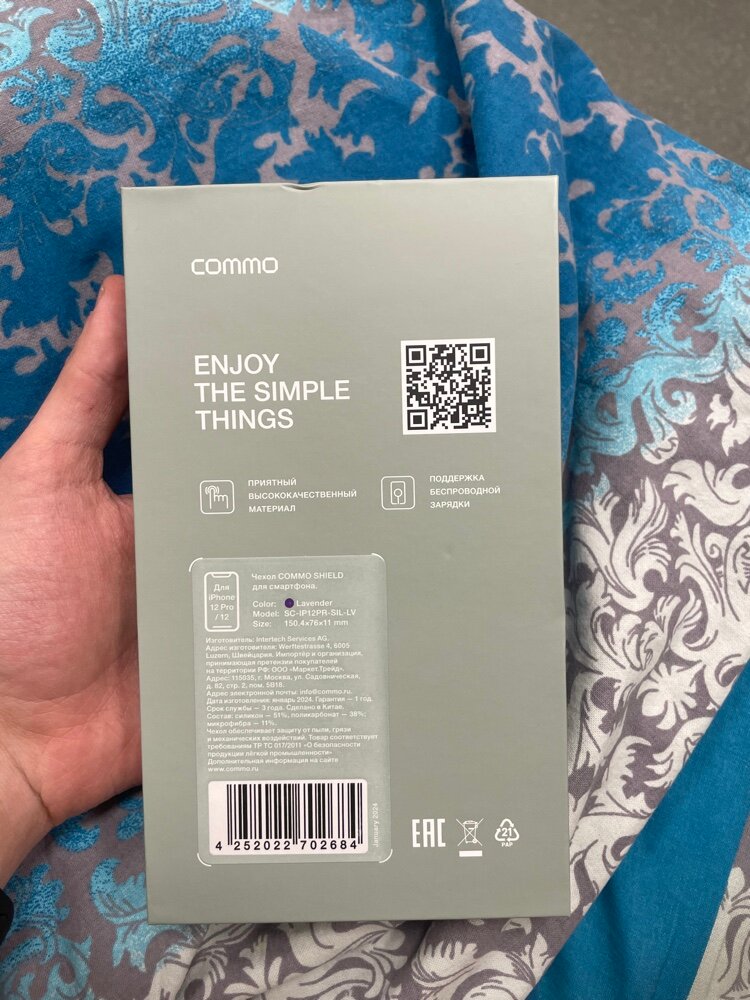 COMMO
ENJOY
THE SIMPLE
THINGS
ПРИЯТНЫЙ
ВЫСОКОКАЧЕСТВЕННЫЙ
МАТЕРИАЛ
ПОДДЕРЖКА
БЕСПРОВОДНОЙ
ЗАРЯДКИ
Для
iPhone
12 Pro
/ 12
Чехол COMMO SHIELD
для смартфона.
Color: Lavender
Model: SC-IP12PR-SIL-LV
Size: 150,4x76x11 mm
Изготовитель: Intertech Services AG.
Адрес изготовителя: Werftestrasse 4, 6005
Luzern, Швейцария. Импортёр и организация,
принимающая претензии покупателей
на территории РФ: ООО «Маркет.Трейд».
Адрес: 115035, г. Москва, ул. Садовническая,
д. 82, стр. 2, пом. 5В18.
Адрес электронной почты: info@commo.ru.
Дата изготовления: январь 2024. Гарантия — 1 год.
Срок службы — 3 года. Сделано в Китае.
Состав: силикон — 51%; поликарбонат — 38%;
микрофибра — 11%.
Чехол обеспечивает защиту от пыли, грязи
и механических воздействий. Товар соответствует
требованиям ТР ТС 017/2011 «О безопасности
продукции лёгкой промышленности».
Дополнительная информация на сайте
www.commo.ru
4 252022 702684
January 2024
EAC
21
PAP